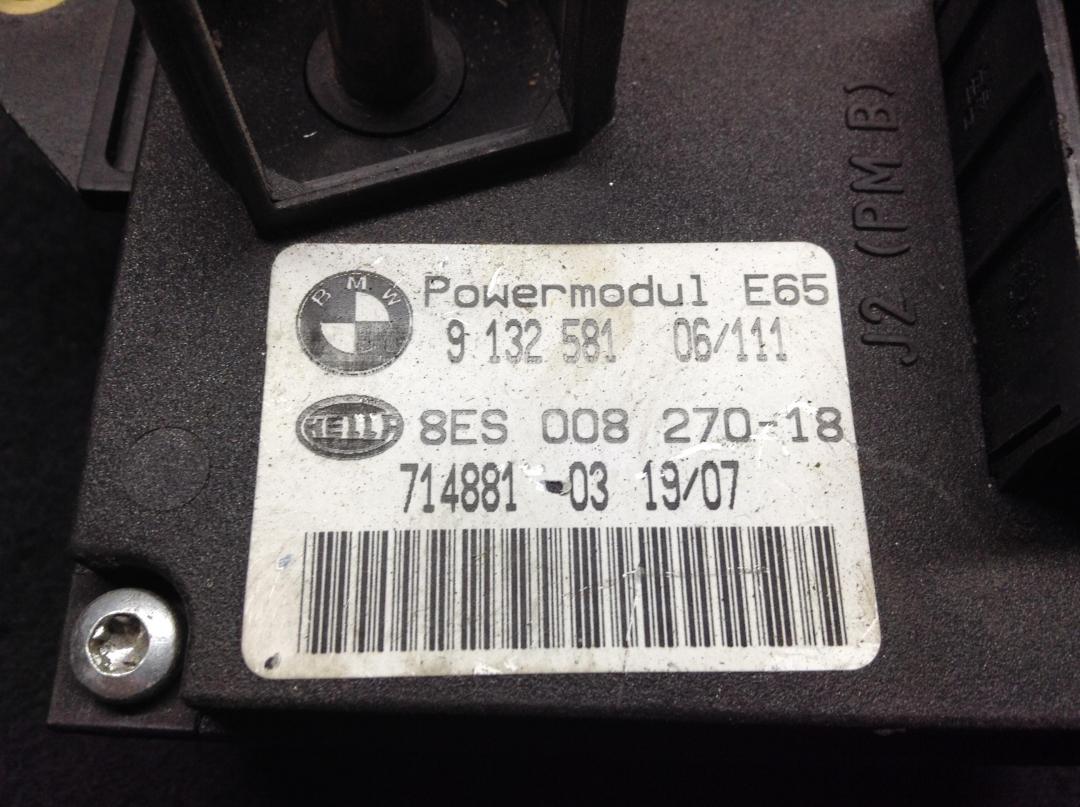 BMW
Powermodul E65
9 132 581 06/111
HELLA
8ES 008 270-18
714881 -03 19/07
J2 (PM B)